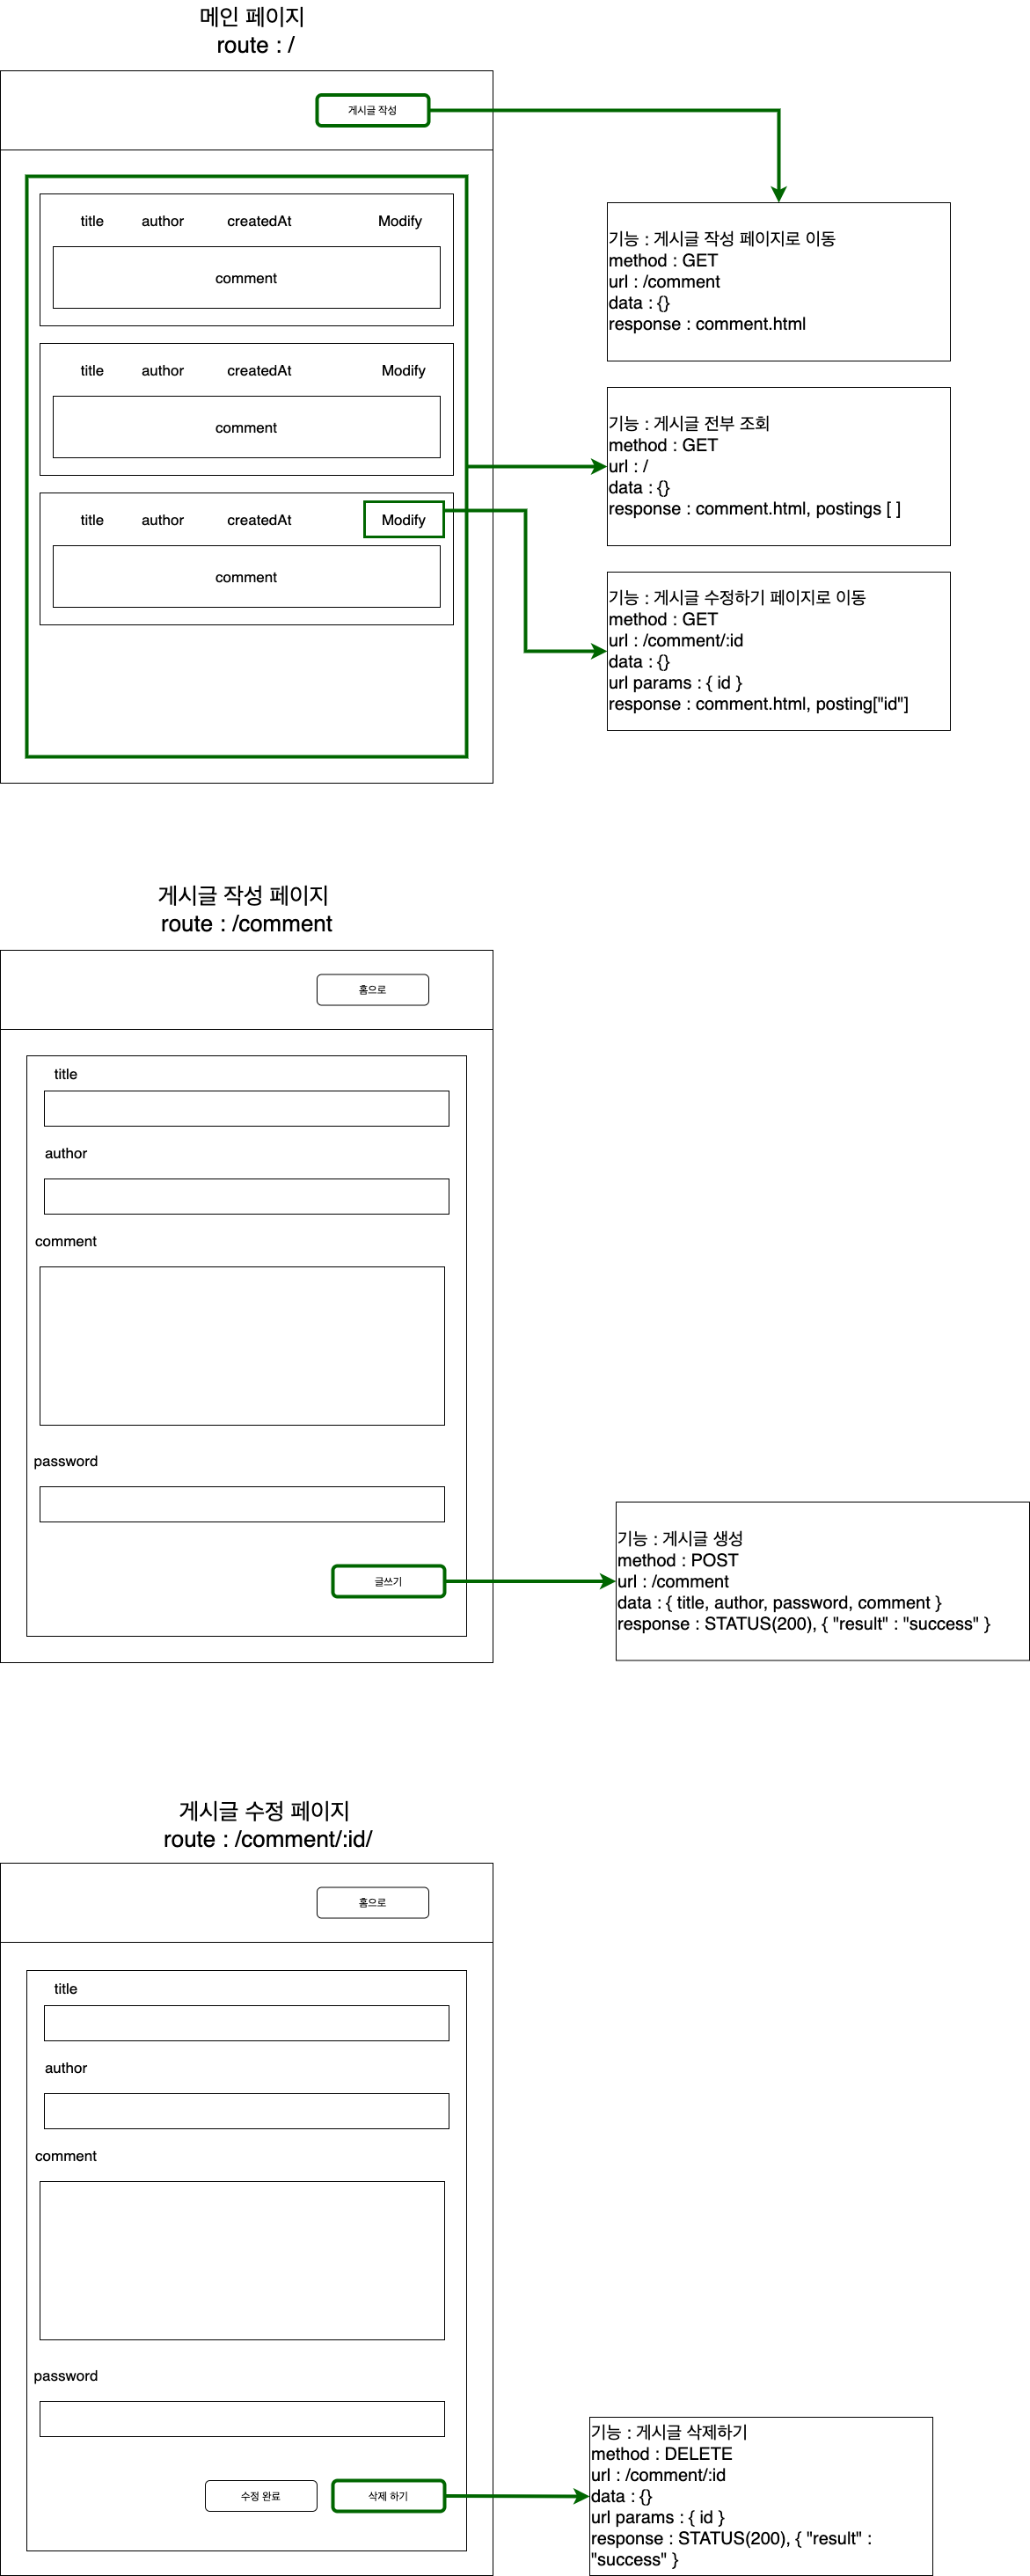 메인 페이지
route : /
게시글 작성
title author createdAt Modify
comment
title author createdAt Modify
comment
title author createdAt Modify
comment
기능 : 게시글 작성 페이지로 이동
method : GET
url : /comment
data : {}
response : comment.html
기능 : 게시글 전부 조회
method : GET
url : /
data : {}
response : comment.html, postings [ ]
기능 : 게시글 수정하기 페이지로 이동
method : GET
url : /comment/:id
data : {}
url params : { id }
response : comment.html, posting["id"]
게시글 작성 페이지
route : /comment
홈으로
title
author
comment
password
글쓰기
기능 : 게시글 생성
method : POST
url : /comment
data : { title, author, password, comment }
response : STATUS(200), { "result" : "success" }
게시글 수정 페이지
route : /comment/:id/
홈으로
title
author
comment
password
수정 완료
삭제 하기
기능 : 게시글 삭제하기
method : DELETE
url : /comment/:id
data : {}
url params : { id }
response : STATUS(200), { "result" :
"success" }